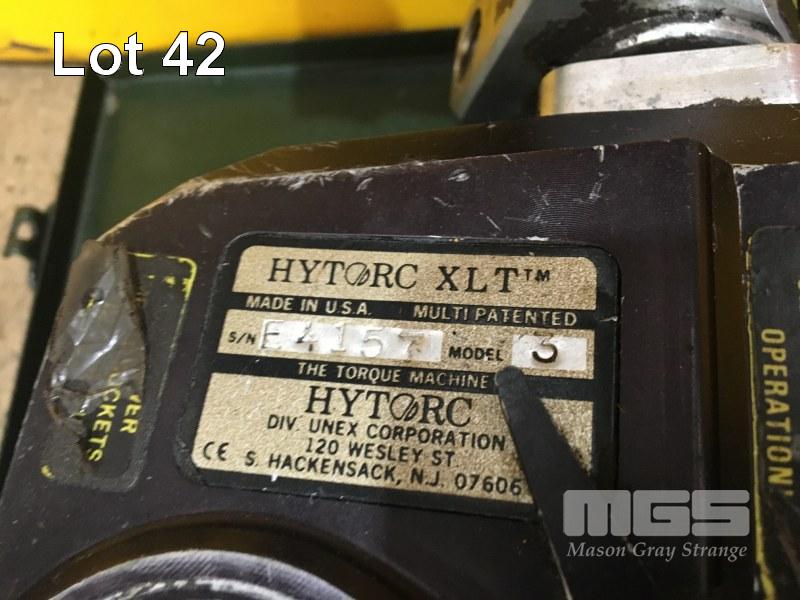 Lot 42
HYTORC XLT™
MADE IN U.S.A. MULTI PATENTED
S/N E4157 MODEL 3
THE TORQUE MACHINE
HYTORC
DIV. UNEX CORPORATION
120 WESLEY ST
CE S. HACKENSACK, N.J. 07606
OPERATION
MGS
Mason Gray Strange